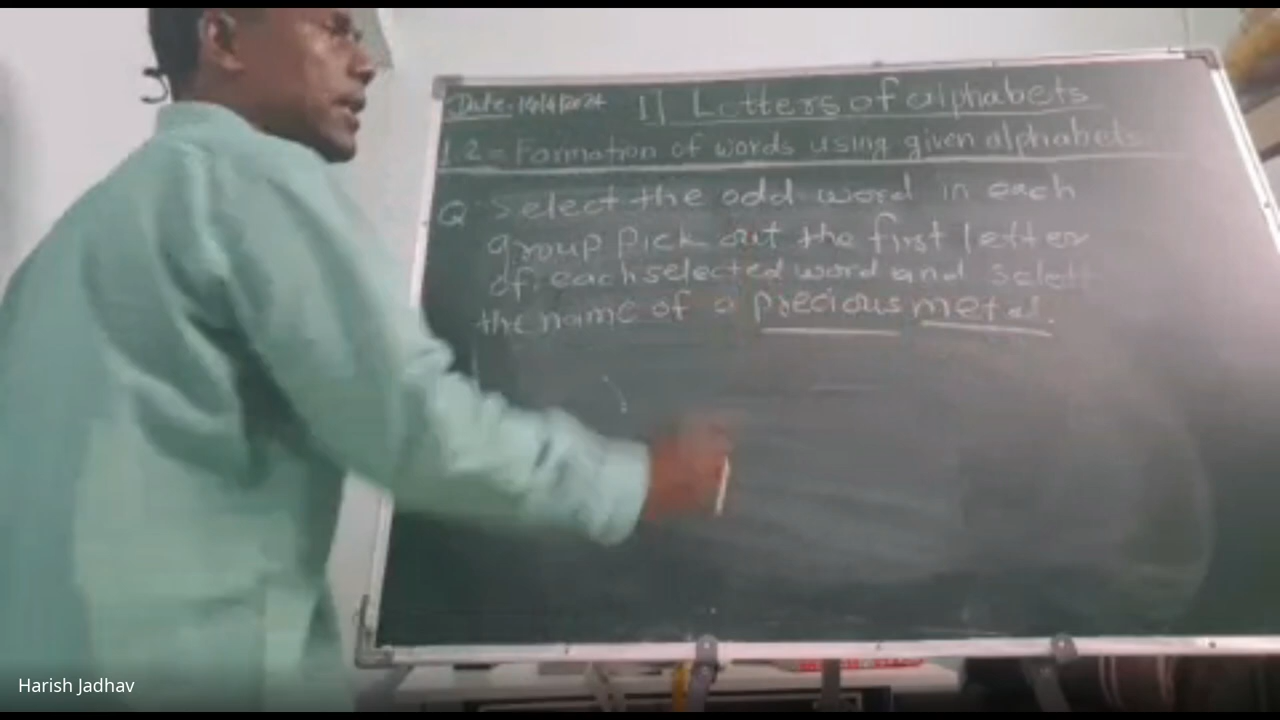 Date: 16/4/2024 1] Letters of alphabets
1.2 = Formation of words using given alphabets
Q Select the odd word in each
group Pick out the first letter
of each selected word and Selett
the name of a precious metal.
Harish Jadhav